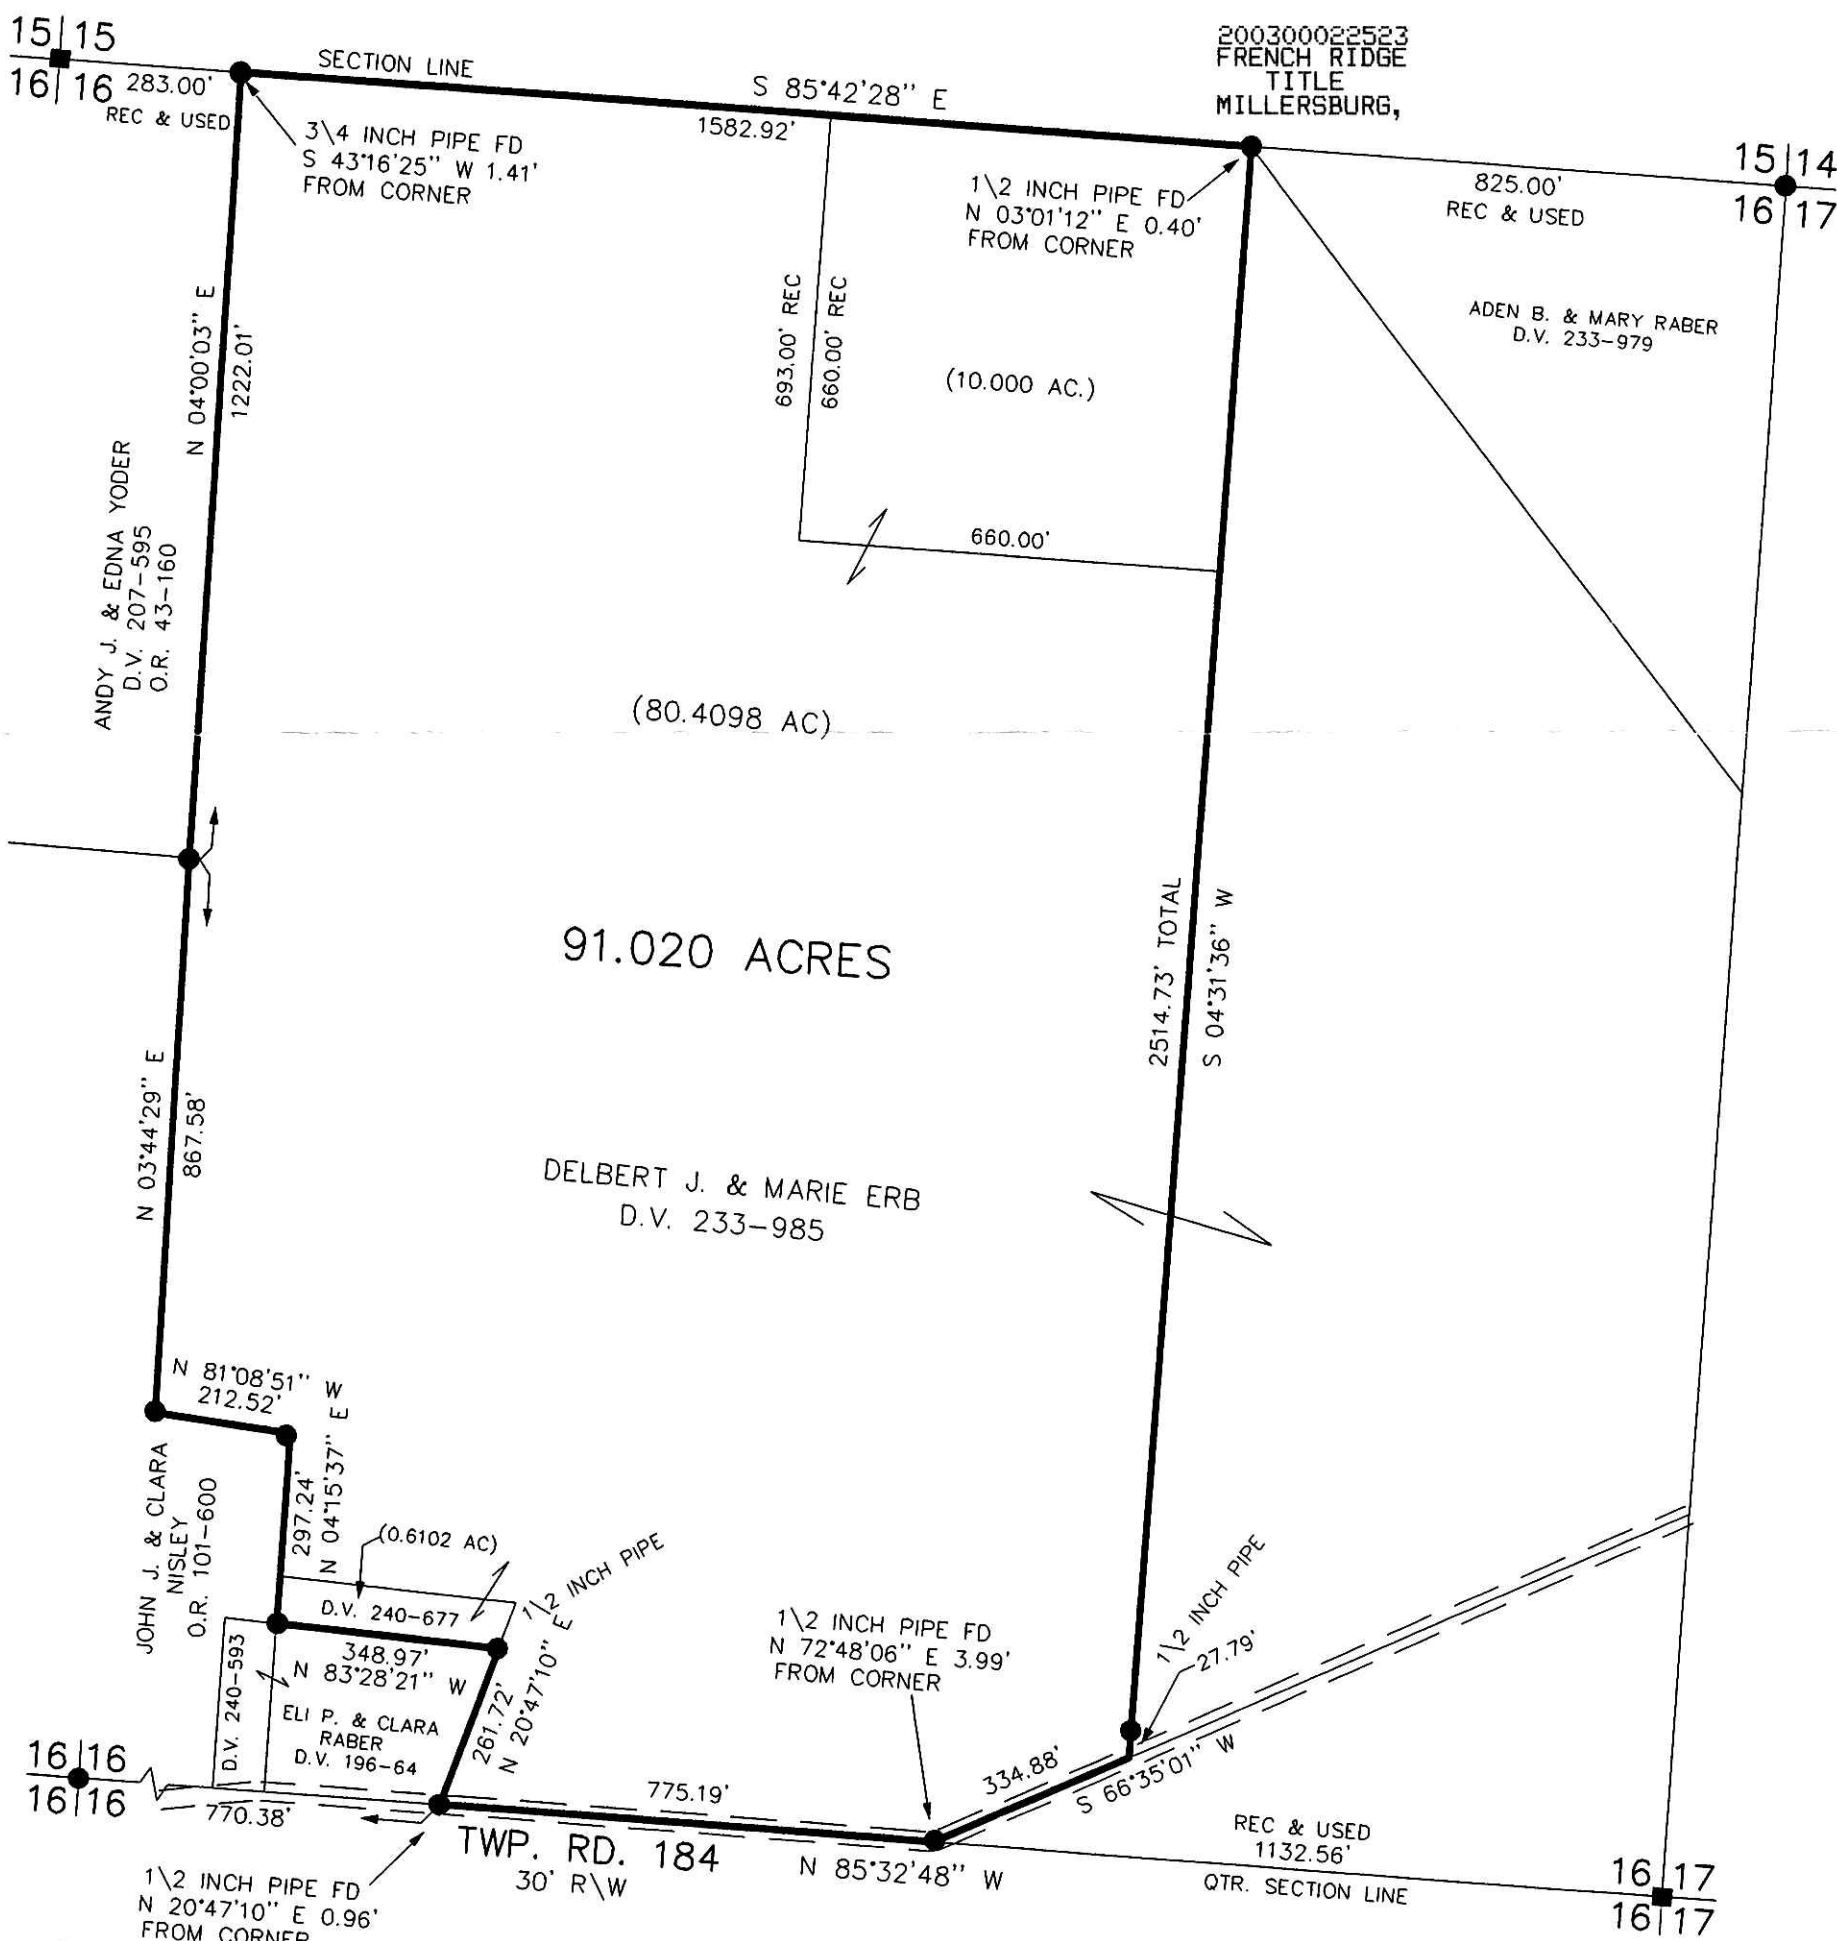 15 15
16 16
283.00'
REC & USED
SECTION LINE
S 85°42'28" E
1582.92'
200300022523
FRENCH RIDGE
TITLE
MILLERSBURG,
3\4 INCH PIPE FD
S 43°16'25" W 1.41'
FROM CORNER
1\2 INCH PIPE FD
N 03°01'12" E 0.40'
FROM CORNER
825.00'
REC & USED
15 14
16 17
ADEN B. & MARY RABER
D.V. 233-979
N 04°00'03" E
1222.01'
693.00' REC
660.00' REC
(10.000 AC.)
660.00'
ANDY J. & EDNA YODER
D.V. 207-595
O.R. 43-160
(80.4098 AC)
91.020 ACRES
2514.73' TOTAL
S 04°31'36" W
N 03°44'29" E
867.58'
DELBERT J. & MARIE ERB
D.V. 233-985
N 81°08'51" W
212.52'
297.24'
N 04°15'37" E
JOHN J. & CLARA
NISLEY
O.R. 101-600
(0.6102 AC)
1\2 INCH PIPE
D.V. 240-677
348.97'
N 83°28'21" W
D.V. 240-593
ELI P. & CLARA
RABER
D.V. 196-64
261.72'
N 20°47'10" E
1\2 INCH PIPE FD
N 72°48'06" E 3.99'
FROM CORNER
1\2 INCH PIPE
27.79'
334.88'
S 66°35'01" W
16 16
16 16
770.38'
775.19'
TWP. RD. 184
30' R\W
N 85°32'48" W
REC & USED
1132.56'
QTR. SECTION LINE
16 17
16 17
1\2 INCH PIPE FD
N 20°47'10" E 0.96'
FROM CORNER